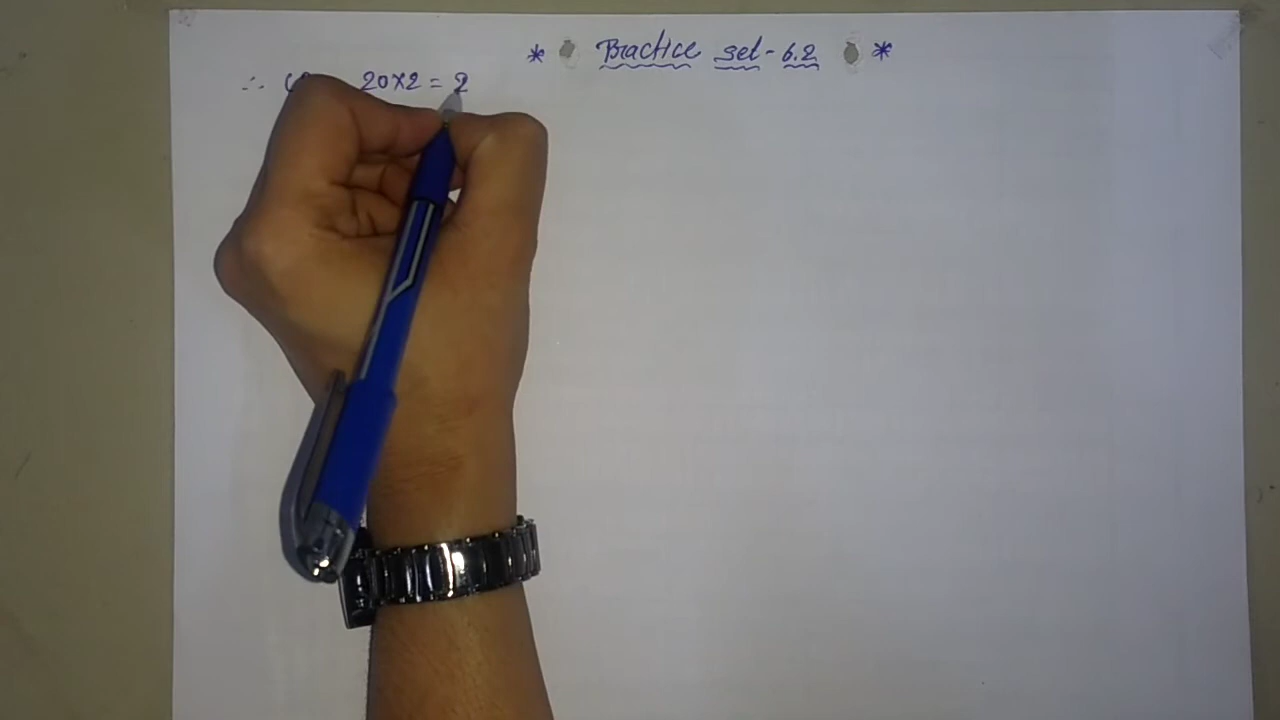 * Practice set - 6.2 *
∴ 20×2 = 2